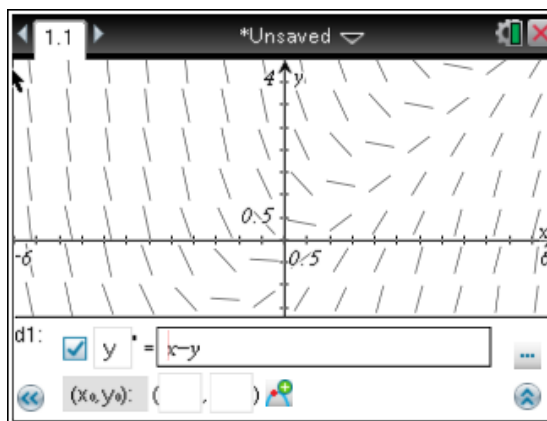 1.1 *Unsaved
4 y
0.5 x
-6 0.5 6
d1: y ' = x-y
...
(x₀,y₀): ( , )